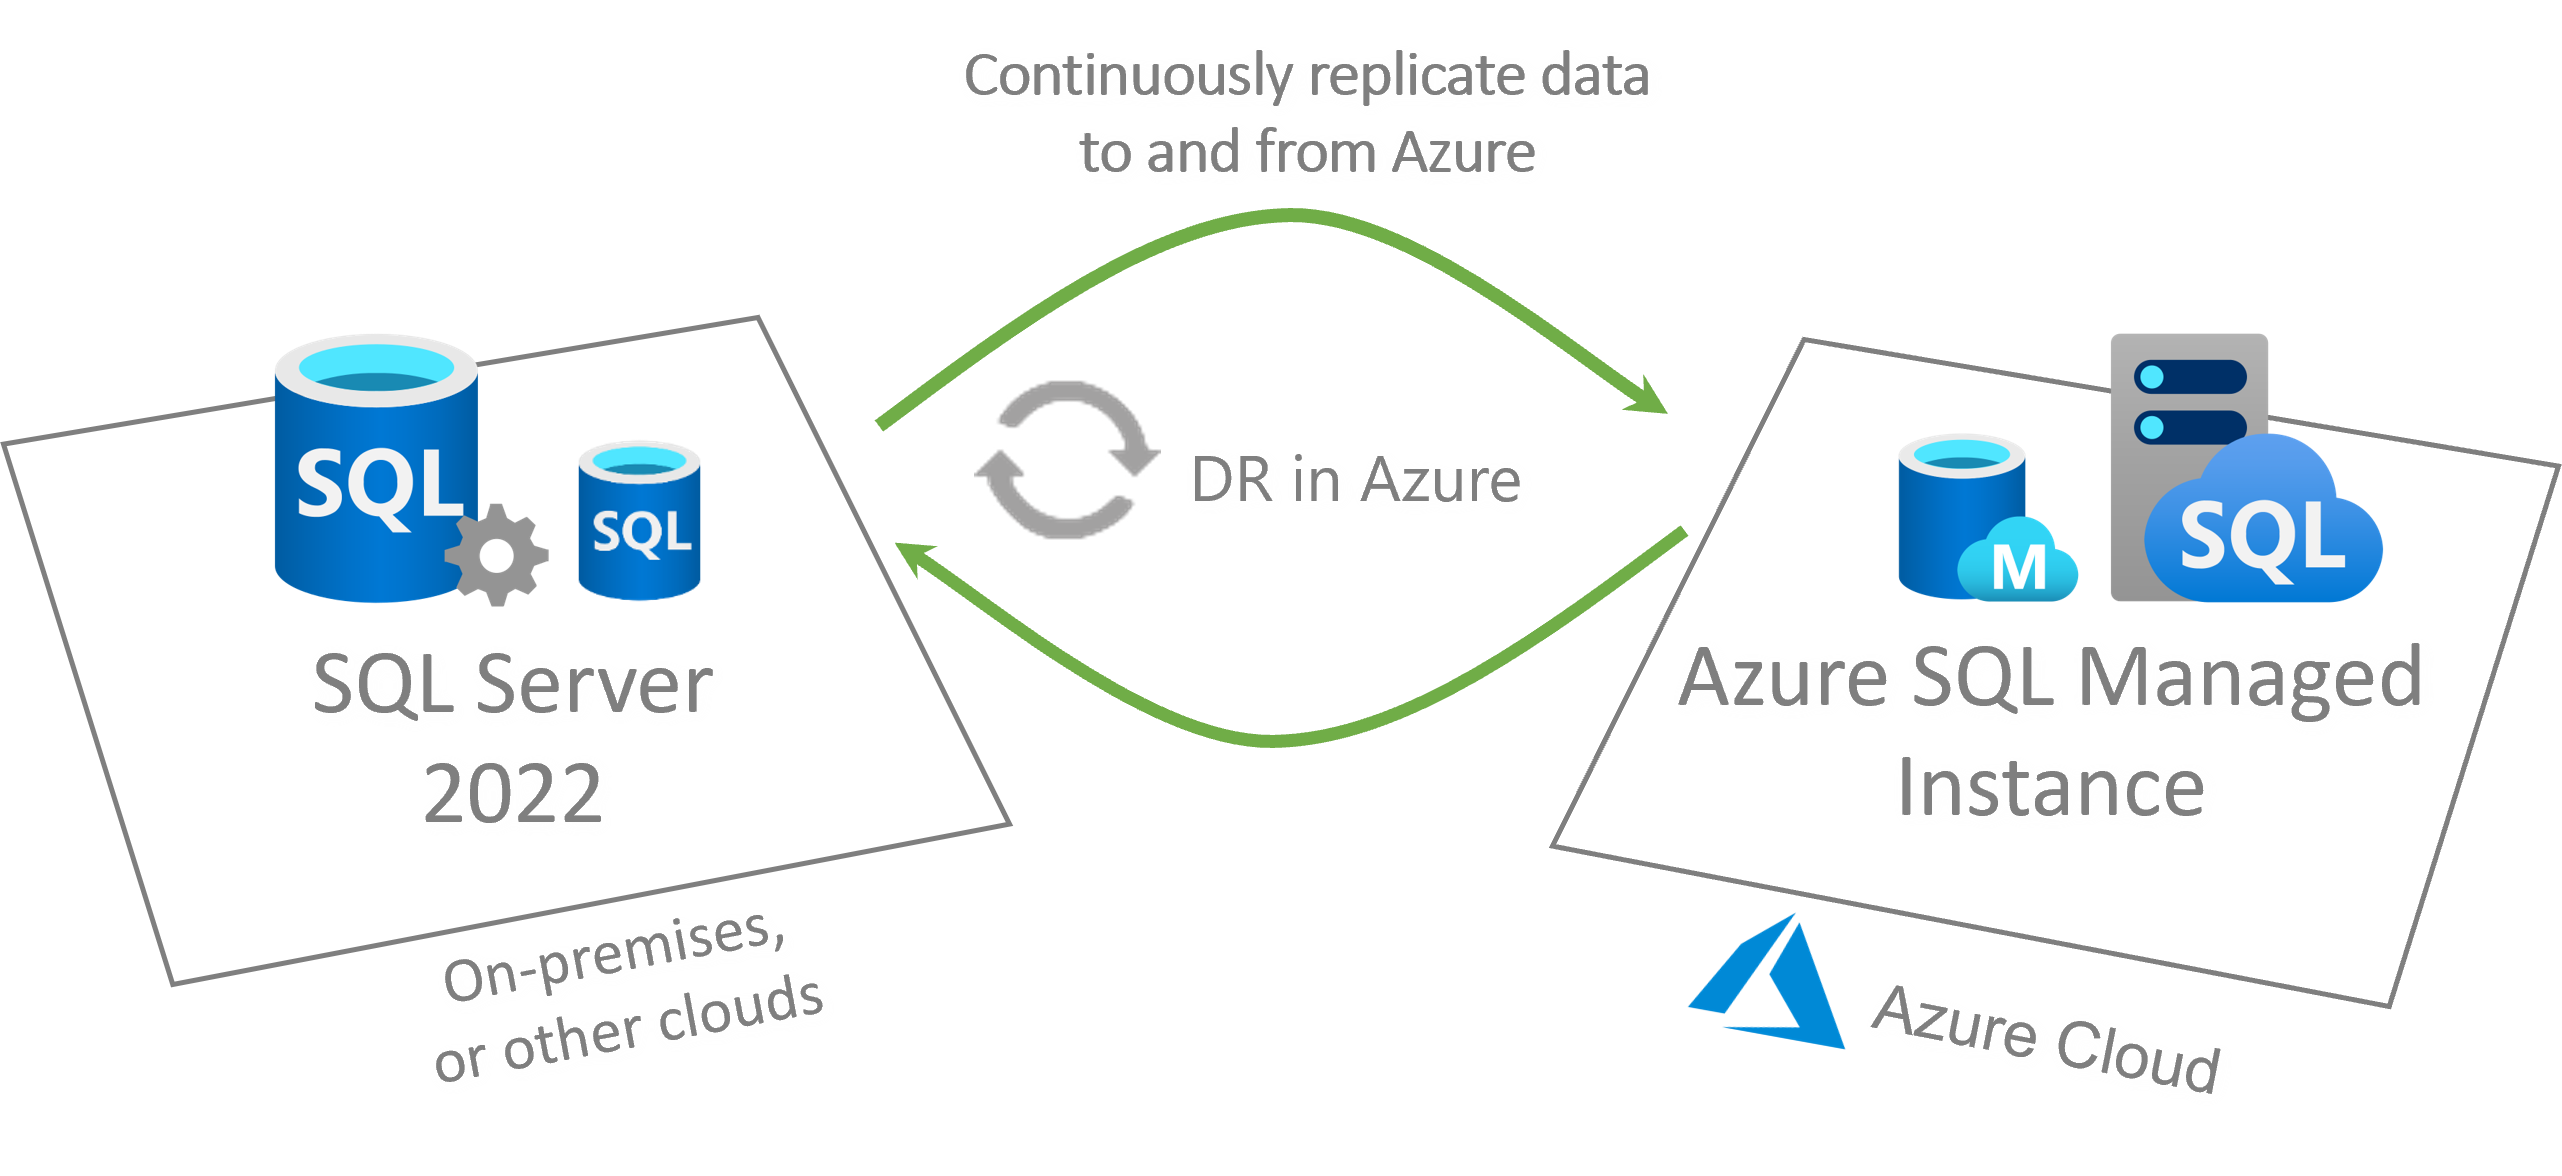 Continuously replicate data
to and from Azure
DR in Azure
SQL
SQL
SQL Server
2022
On-premises,
or other clouds
M
SQL
Azure SQL Managed
Instance
Azure Cloud